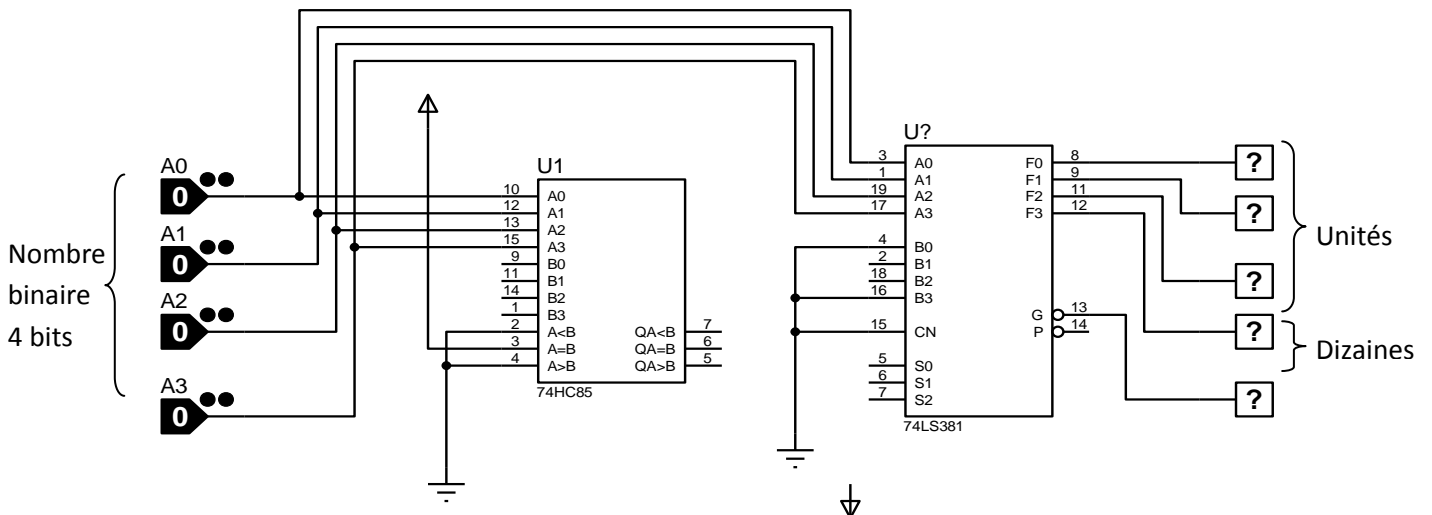 A0
0
A1
0
A2
0
A3
0
Nombre
binaire
4 bits
U1
10 A0
12 A1
13 A2
15 A3
9 B0
11 B1
14 B2
1 B3
2 A<B QA<B 7
3 A=B QA=B 6
4 A>B QA>B 5
74HC85
U?
3 A0 F0 8 ?
1 A1 F1 9
19 A2 F2 11
17 A3 F3 12 ?
4 B0
2 B1
18 B2
16 B3 ?
G 13
15 CN P 14 ?
5 S0
6 S1
7 S2 ?
74LS381
Unités
Dizaines